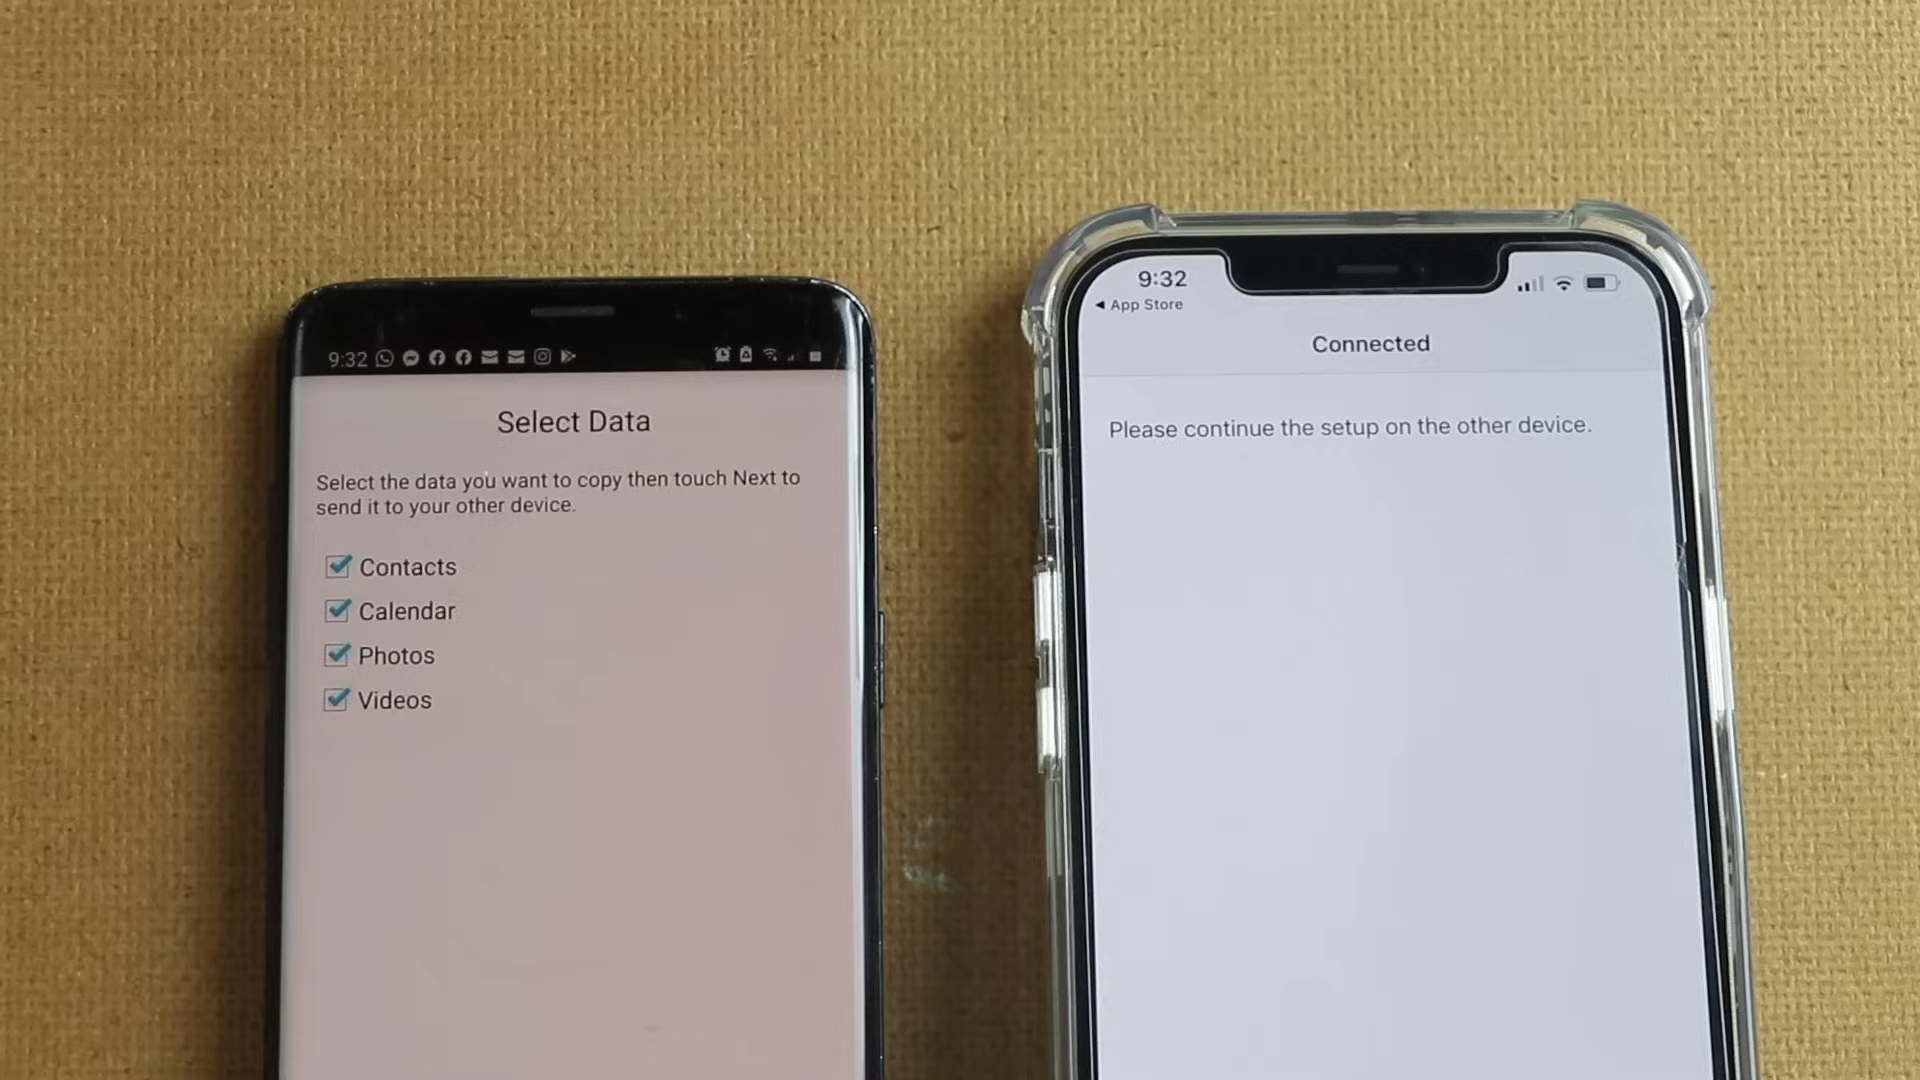 9:32
Select Data
Select the data you want to copy then touch Next to
send it to your other device.
Contacts
Calendar
Photos
Videos
9:32
App Store
Connected
Please continue the setup on the other device.